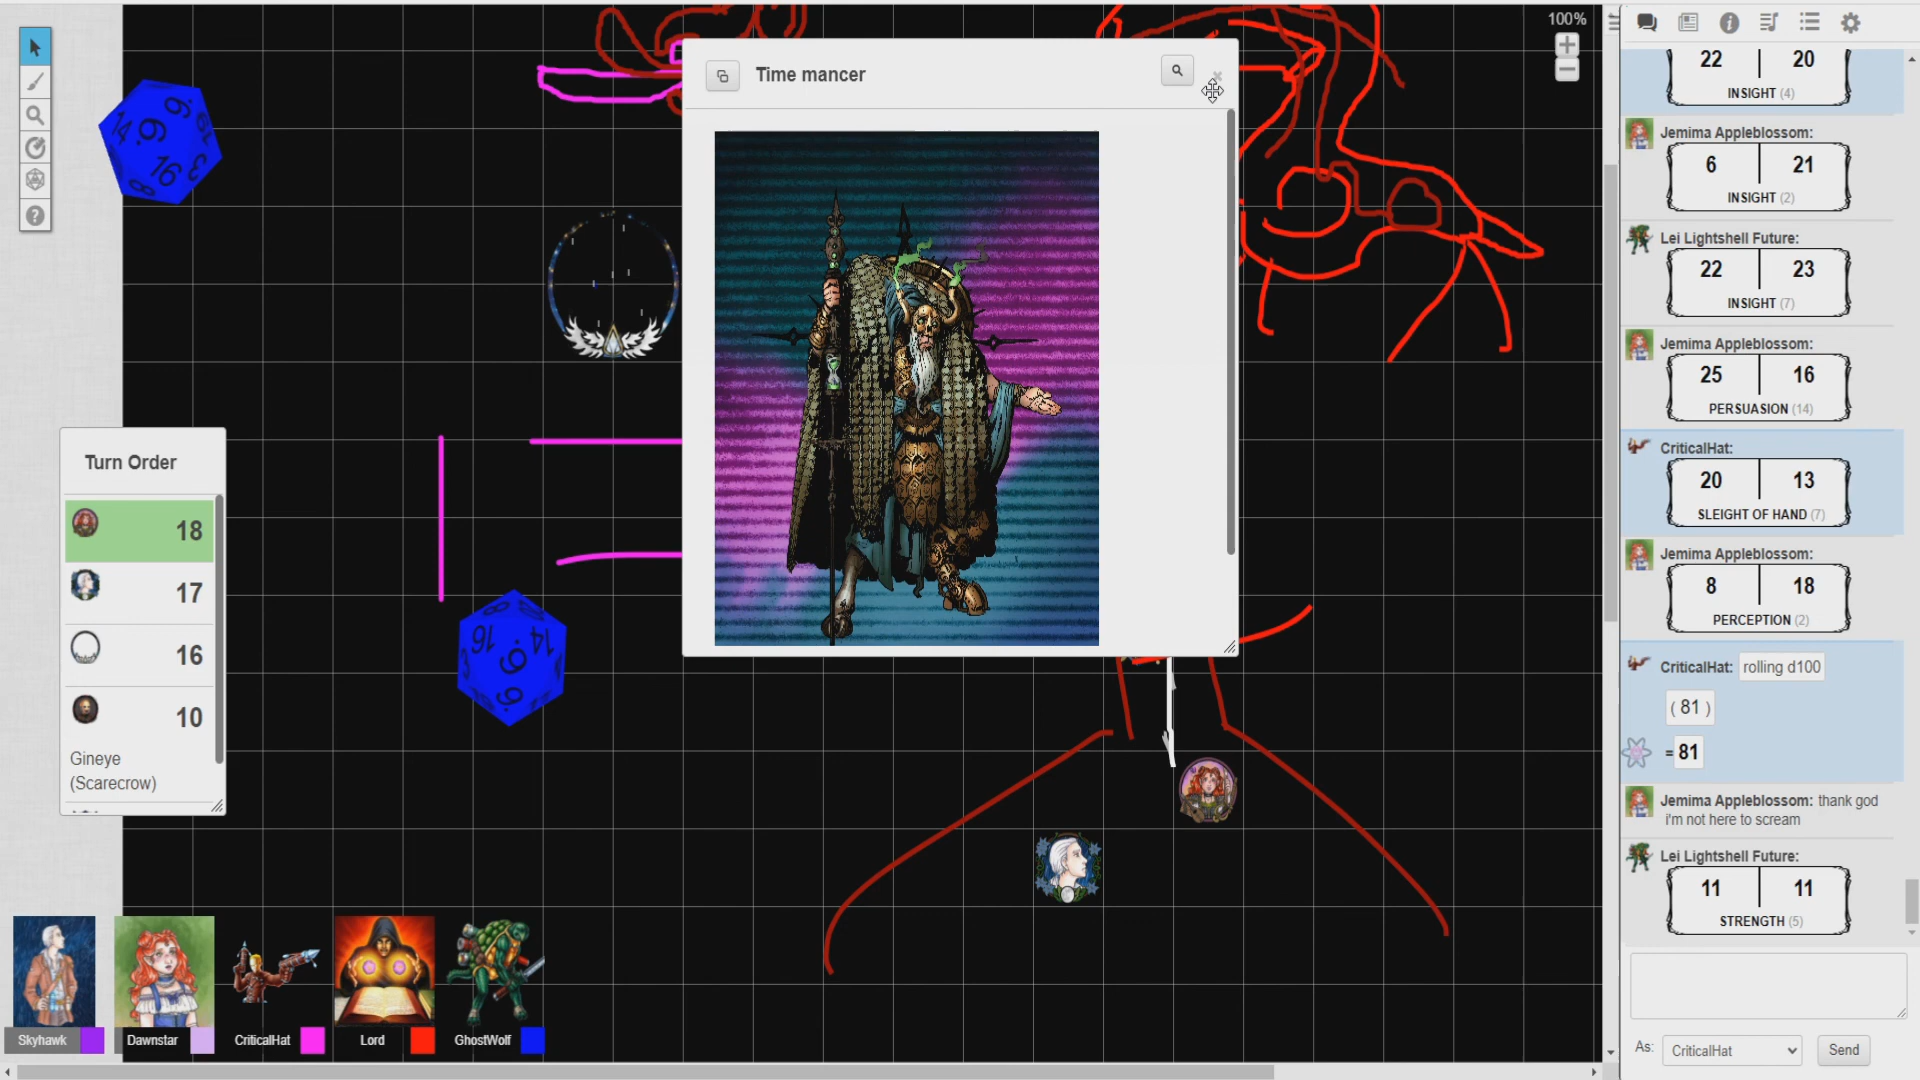 100%
Time mancer
Turn Order
18
17
16
10
Gineye
(Scarecrow)
Skyhawk
Dawnstar
CriticalHat
Lord
GhostWolf
22 20
INSIGHT (4)
Jemima Appleblossom:
6 21
INSIGHT (2)
Lei Lightshell Future:
22 23
INSIGHT (7)
Jemima Appleblossom:
25 16
PERSUASION (14)
CriticalHat:
20 13
SLEIGHT OF HAND (7)
Jemima Appleblossom:
8 18
PERCEPTION (2)
CriticalHat: rolling d100
( 81 )
= 81
Jemima Appleblossom: thank god
i'm not here to scream
Lei Lightshell Future:
11 11
STRENGTH (5)
As: CriticalHat Send